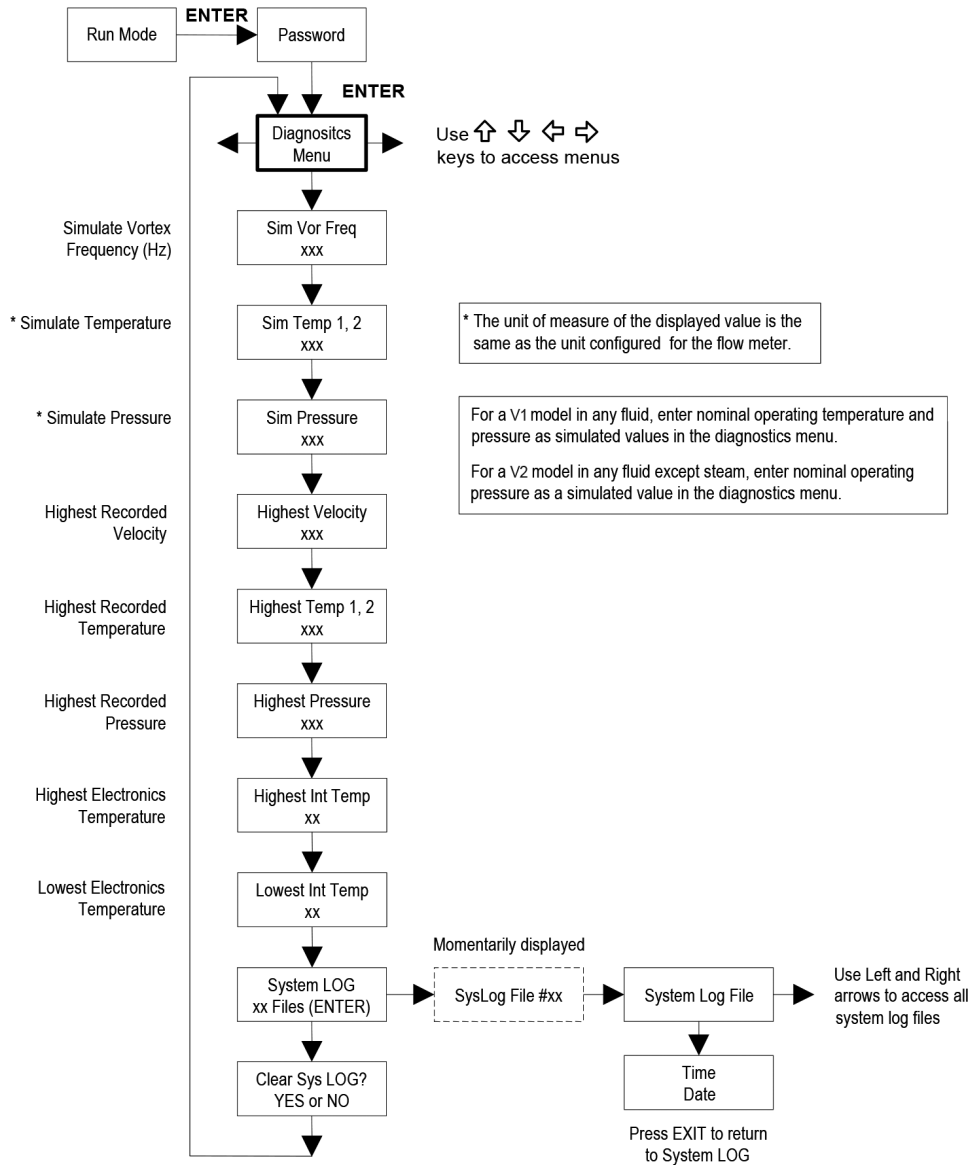 Run Mode
ENTER
Password
ENTER
Diagnositcs
Menu
Use
keys to access menus
Simulate Vortex
Frequency (Hz)
Sim Vor Freq
xxx
* Simulate Temperature
Sim Temp 1, 2
xxx
* The unit of measure of the displayed value is the
same as the unit configured for the flow meter.
* Simulate Pressure
Sim Pressure
xxx
For a V1 model in any fluid, enter nominal operating temperature and
pressure as simulated values in the diagnostics menu.
For a V2 model in any fluid except steam, enter nominal operating
pressure as a simulated value in the diagnostics menu.
Highest Recorded
Velocity
Highest Velocity
xxx
Highest Recorded
Temperature
Highest Temp 1, 2
xxx
Highest Recorded
Pressure
Highest Pressure
xxx
Highest Electronics
Temperature
Highest Int Temp
xx
Lowest Electronics
Temperature
Lowest Int Temp
xx
System LOG
xx Files (ENTER)
Momentarily displayed
SysLog File #xx
System Log File
Use Left and Right
arrows to access all
system log files
Clear Sys LOG?
YES or NO
Time
Date
Press EXIT to return
to System LOG